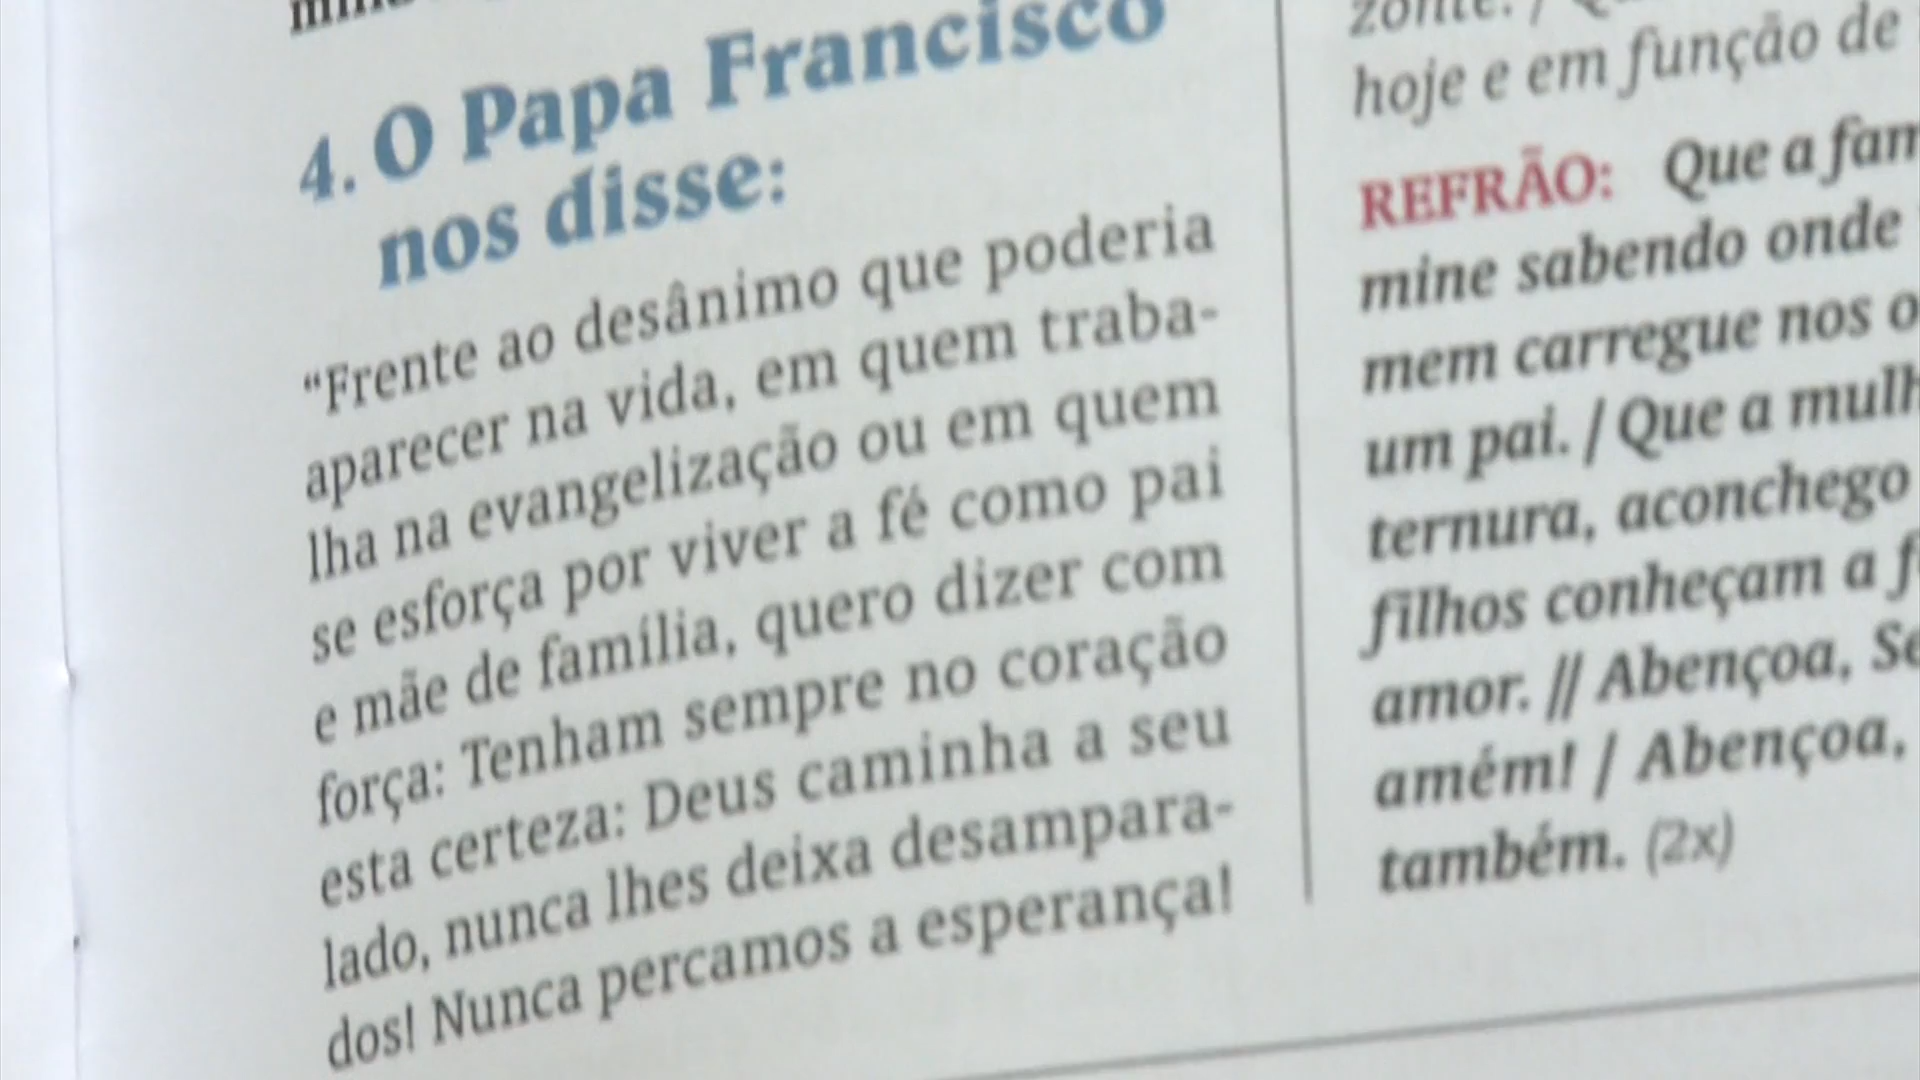 4. O Papa Francisco
nos disse:
“Frente ao desânimo que poderia
aparecer na vida, em quem traba-
lha na evangelização ou em quem
se esforça por viver a fé como pai
e mãe de família, quero dizer com
força: Tenham sempre no coração
esta certeza: Deus caminha a seu
lado, nunca lhes deixa desampara-
dos! Nunca percamos a esperança!
hoje e em função de
REFRÃO: Que a fam
mine sabendo onde
mem carregue nos o
um pai. / Que a mulh
ternura, aconchego
filhos conheçam a f
amor. // Abençoa, Se
amém! / Abençoa,
também. (2x)